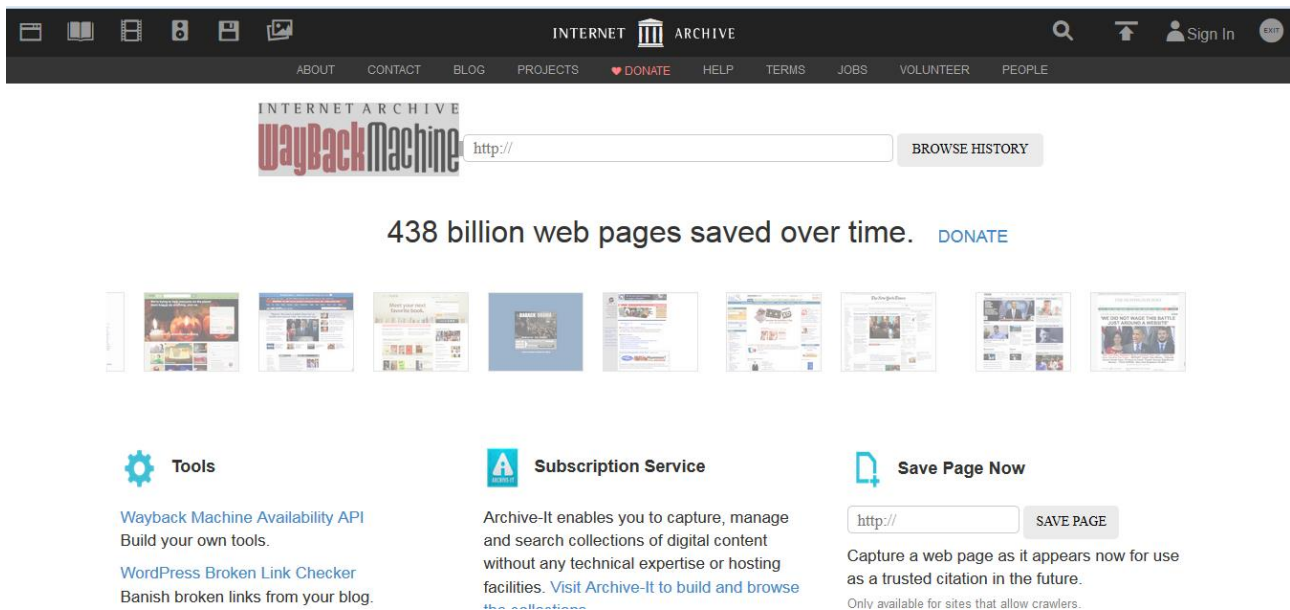 INTERNET ARCHIVE
Sign In
EXIT
ABOUT CONTACT BLOG PROJECTS DONATE HELP TERMS JOBS VOLUNTEER PEOPLE
INTERNET ARCHIVE
WayBackMachine
http://
BROWSE HISTORY
438 billion web pages saved over time. DONATE
Tools
Wayback Machine Availability API
Build your own tools.
WordPress Broken Link Checker
Banish broken links from your blog.
Subscription Service
Archive-It enables you to capture, manage
and search collections of digital content
without any technical expertise or hosting
facilities. Visit Archive-It to build and browse
the collections
Save Page Now
http://
SAVE PAGE
Capture a web page as it appears now for use
as a trusted citation in the future.
Only available for sites that allow crawlers.